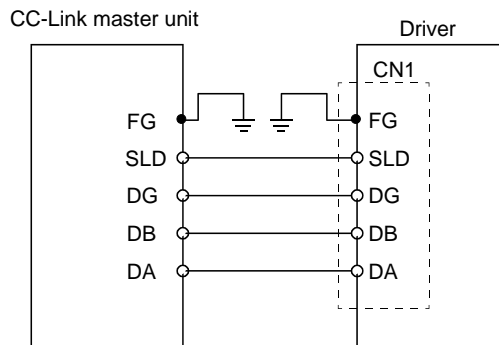 CC-Link master unit
Driver
CN1
FG FG
SLD SLD
DG DG
DB DB
DA DA